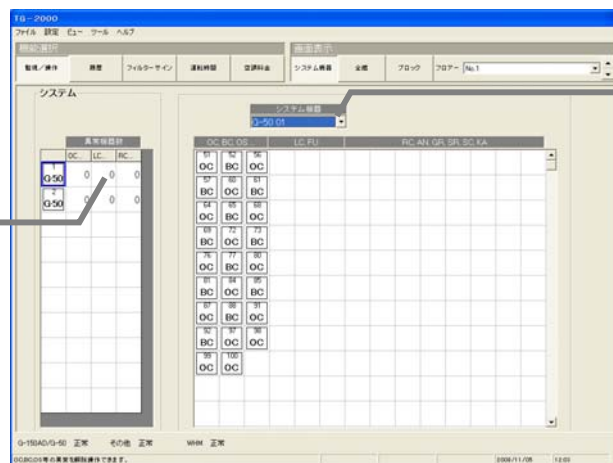 TG-2000
ファイル 設定 ビュー ツール ヘルプ
機能選択
画面表示
監視/操作 履歴 フィルターサイン 運転時間 空調料金 システム機器 全体 ブロック フロアー No.1
システム
システム機器
G-50 01
異常機器数
OC... LC... RC...
OC, BC, OS... LC, FU RC, AN, GR, SR, SC, KA
1 G-50 0 0 0
2 G-50 0 0 0
51 OC 52 BC 56 OC
57 BC 60 OC 61 BC
64 OC 65 BC 68 OC
69 BC 72 OC 73 BC
76 OC 77 BC 80 OC
81 BC 84 OC 85 BC
87 OC 88 BC 91 OC
92 BC 97 OC 98 OC
99 OC 100 OC
G-150AD/G-50 正常 その他 正常 WHM 正常
OC,BC,OS等の異常を解除操作できます。
12:03